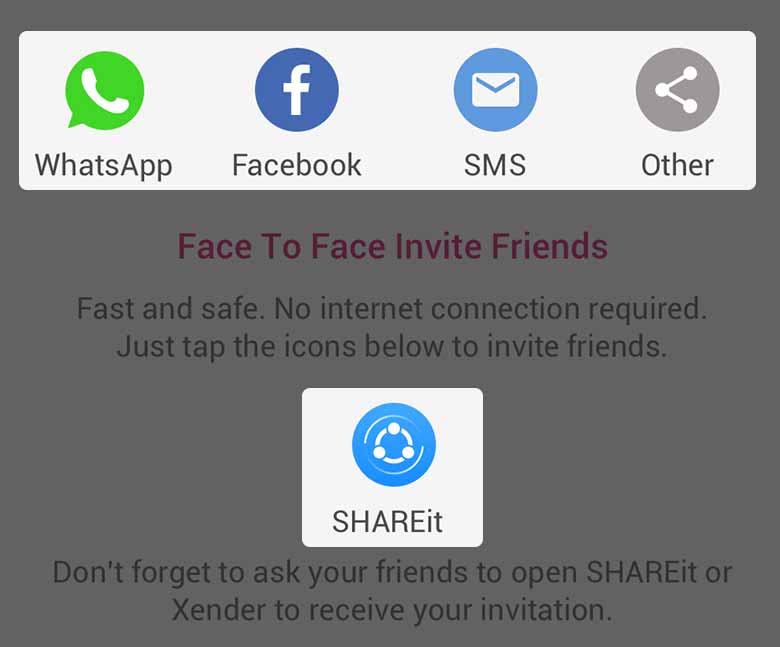 WhatsApp Facebook SMS Other
Face To Face Invite Friends
Fast and safe. No internet connection required.
Just tap the icons below to invite friends.
SHAREit
Don't forget to ask your friends to open SHAREit or
Xender to receive your invitation.